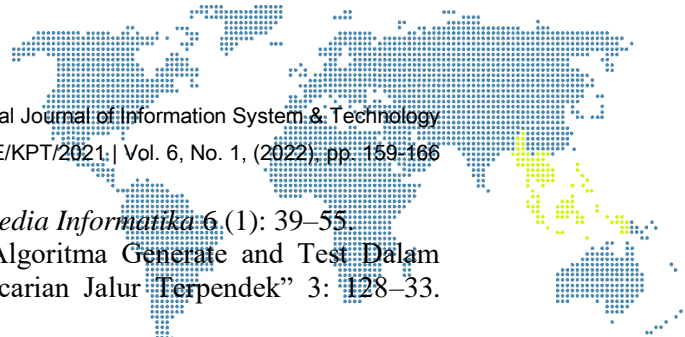 al Journal of Information System & Technology
E/KPT/2021 | Vol. 6, No. 1, (2022), pp. 159-166
edia Informatika 6 (1): 39–55.
Algoritma Generate and Test Dalam
carian Jalur Terpendek” 3: 128–33.